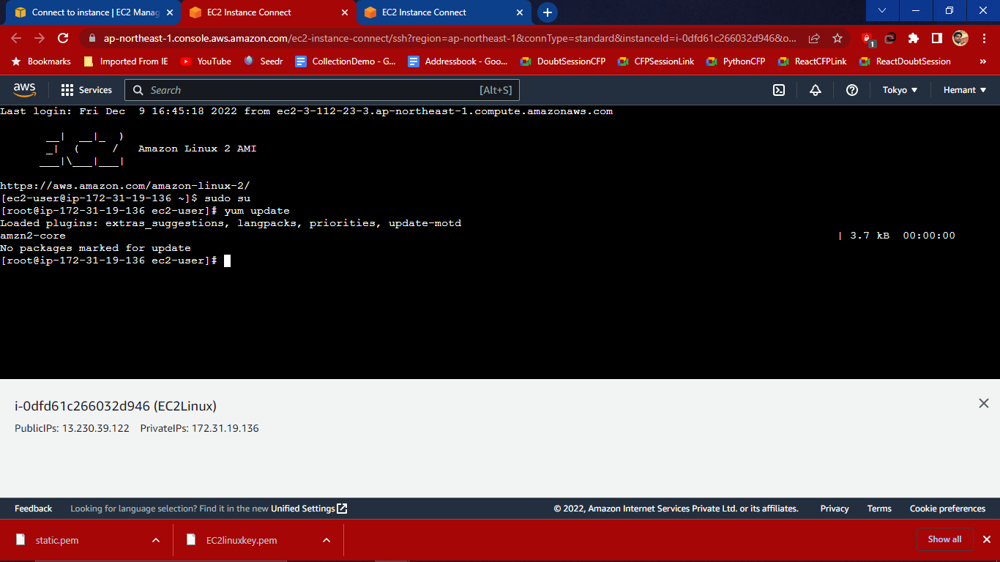 Connect to instance | EC2 Manag
EC2 Instance Connect
EC2 Instance Connect
ap-northeast-1.console.aws.amazon.com/ec2-instance-connect/ssh?region=ap-northeast-1&connType=standard&instanceId=i-0dfd61c266032d946&o...
1
Bookmarks
Imported From IE
YouTube
Seedr
CollectionDemo - G...
Addressbook - Goo...
DoubtSessionCFP
CFPSessionLink
PythonCFP
ReactCFPLink
ReactDoubtSession
»
aws
Services
Search
[Alt+S]
Tokyo
Hemant
Last login: Fri Dec  9 16:45:18 2022 from ec2-3-112-23-3.ap-northeast-1.compute.amazonaws.com
       __|  __|_  )
       _|  (     /   Amazon Linux 2 AMI
      ___|\___|___|
https://aws.amazon.com/amazon-linux-2/
[ec2-user@ip-172-31-19-136 ~]$ sudo su
[root@ip-172-31-19-136 ec2-user]# yum update
Loaded plugins: extras_suggestions, langpacks, priorities, update-motd
amzn2-core | 3.7 kB  00:00:00
No packages marked for update
[root@ip-172-31-19-136 ec2-user]#
i-0dfd61c266032d946 (EC2Linux)
PublicIPs: 13.230.39.122 PrivateIPs: 172.31.19.136
Feedback
Looking for language selection? Find it in the new Unified Settings
© 2022, Amazon Internet Services Private Ltd. or its affiliates.
Privacy
Terms
Cookie preferences
static.pem
EC2linuxkey.pem
Show all